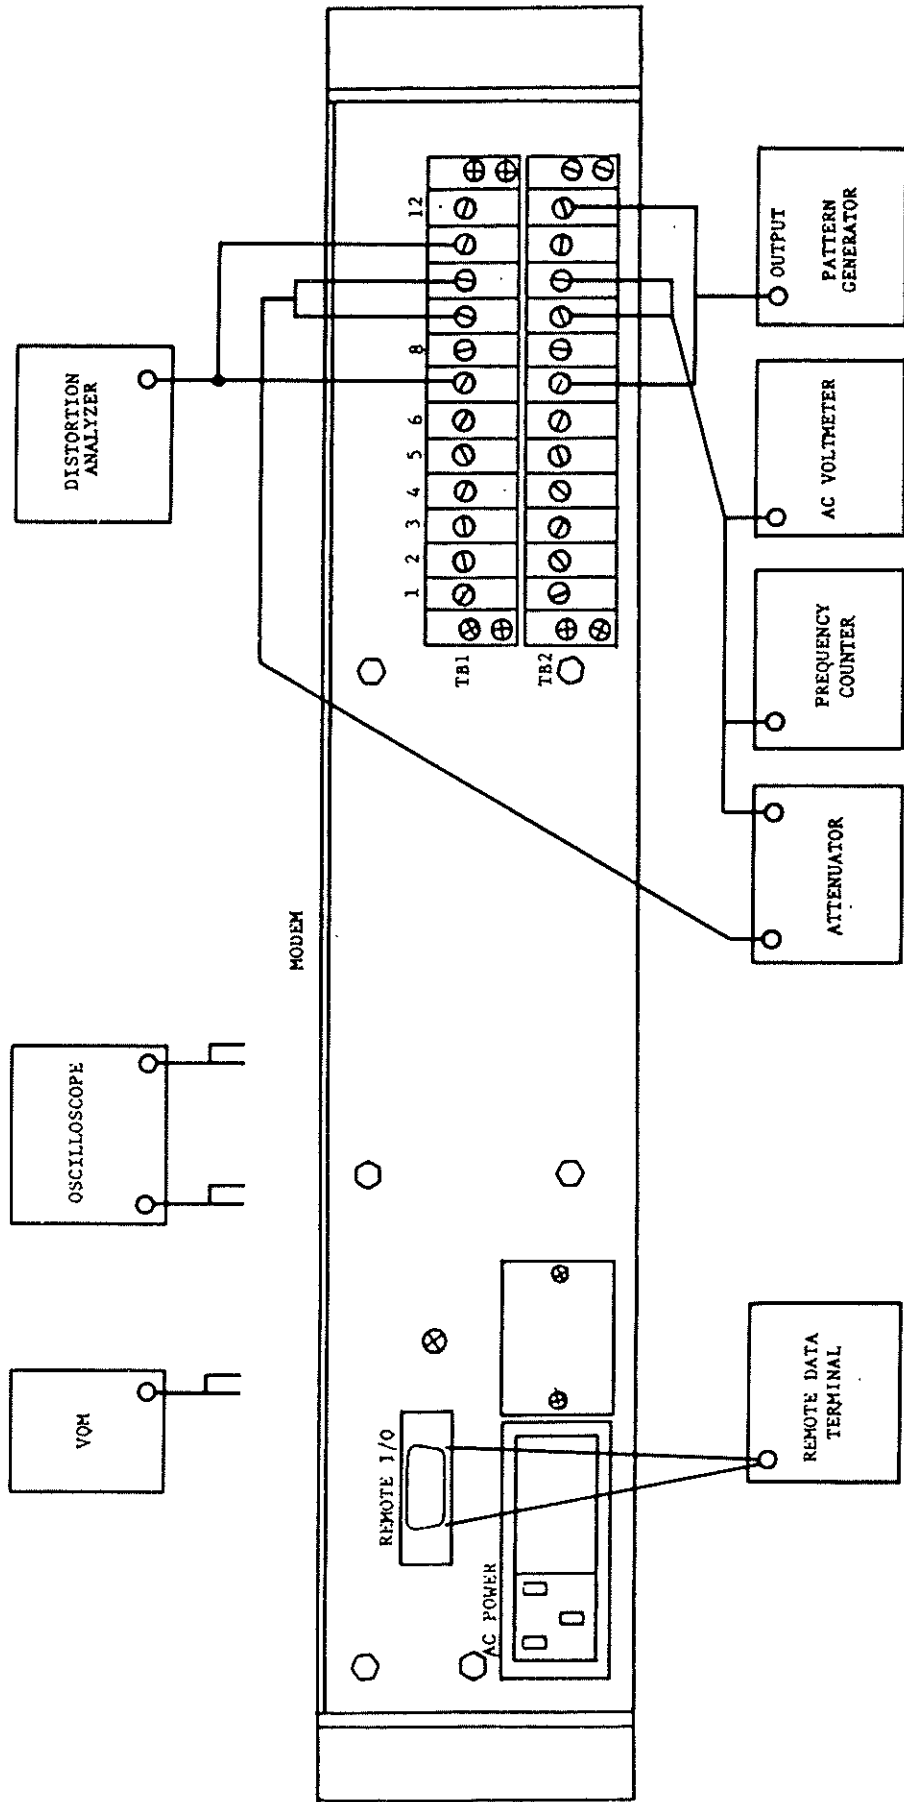 VOM
OSCILLOSCOPE
DISTORTION
ANALYZER
MODEM
REMOTE I/O
1 2 3 4 5 6 8 12
TB1
AC POWER
TB2
REMOTE DATA
TERMINAL
ATTENUATOR
PREQUENCY
COUNTER
AC VOLTMETER
OUTPUT
PATTERN
GENERATOR